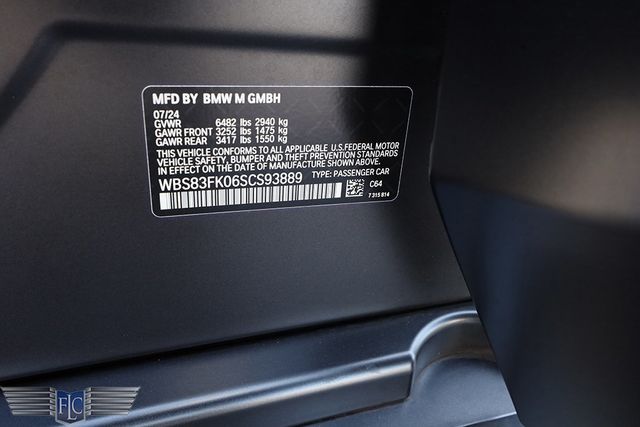 MFD BY BMW M GMBH
07/24
GVWR 6482 lbs 2940 kg
GAWR FRONT 3252 lbs 1475 kg
GAWR REAR 3417 lbs 1550 kg
THIS VEHICLE CONFORMS TO ALL APPLICABLE U.S.FEDERAL MOTOR
VEHICLE SAFETY, BUMPER AND THEFT PREVENTION STANDARDS
IN EFFECT ON THE DATE OF MANUFACTURE SHOWN ABOVE.
WBS83FK06SCS93889 TYPE: PASSENGER CAR
C64
7 315 814
FLC